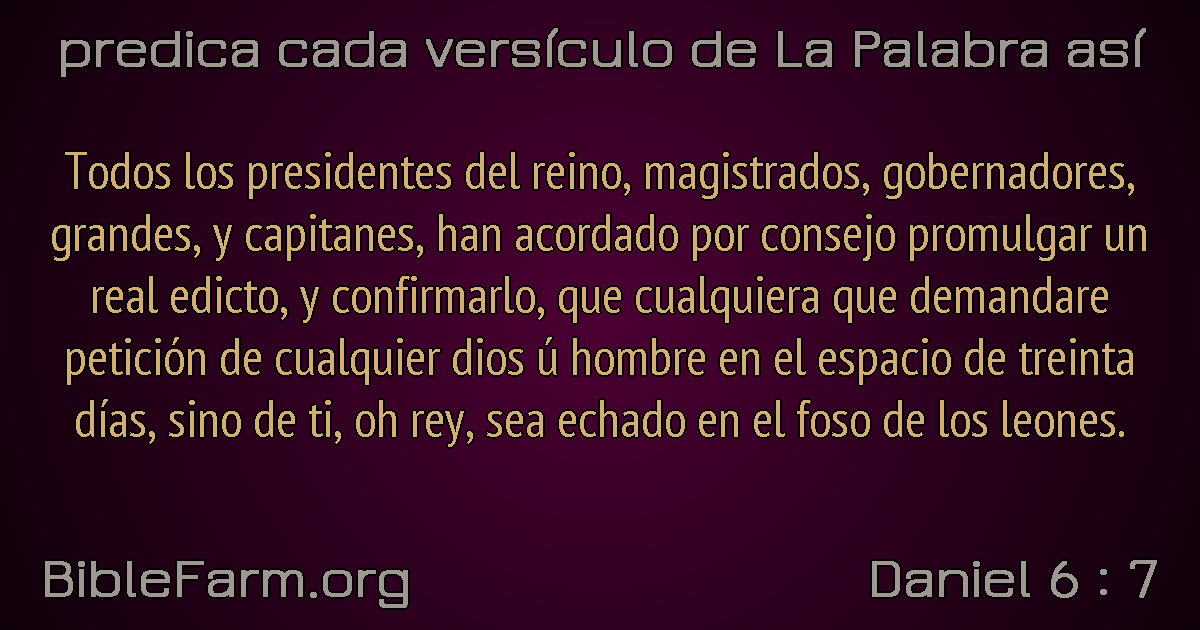 predica cada versículo de La Palabra así
Todos los presidentes del reino, magistrados, gobernadores,
grandes, y capitanes, han acordado por consejo promulgar un
real edicto, y confirmarlo, que cualquiera que demandare
petición de cualquier dios ú hombre en el espacio de treinta
días, sino de ti, oh rey, sea echado en el foso de los leones.
BibleFarm.org
Daniel 6 : 7